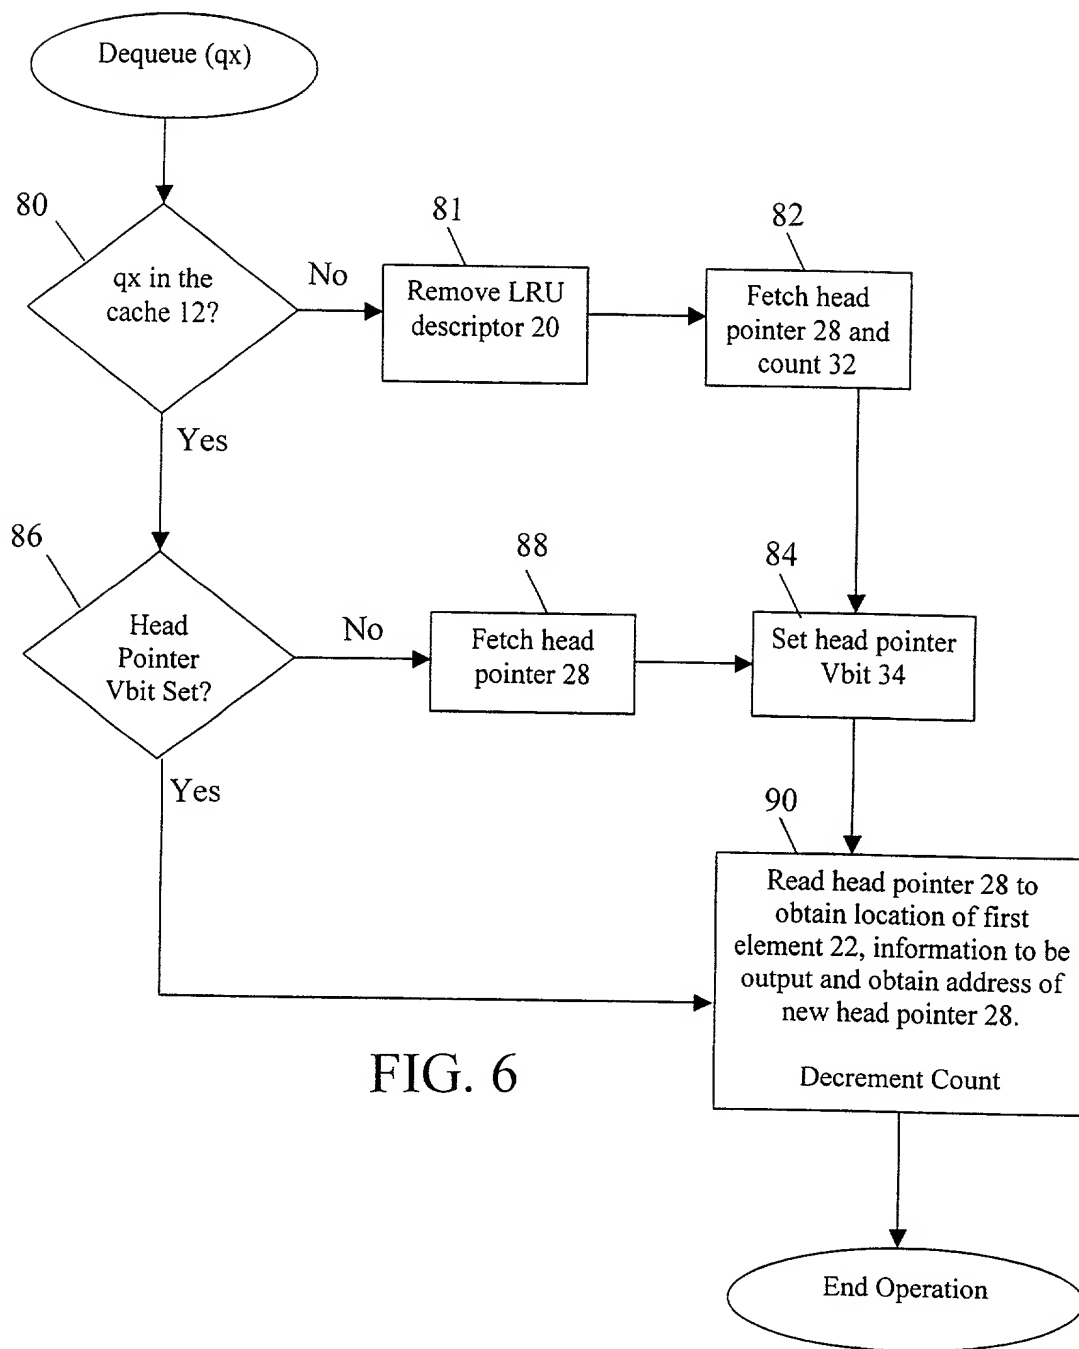 Dequeue (qx)
80
qx in the
cache 12?
No
81
Remove LRU
descriptor 20
82
Fetch head
pointer 28 and
count 32
Yes
86
Head
Pointer
Vbit Set?
No
88
Fetch head
pointer 28
84
Set head pointer
Vbit 34
Yes
90
Read head pointer 28 to
obtain location of first
element 22, information to be
output and obtain address of
new head pointer 28.
Decrement Count
FIG. 6
End Operation